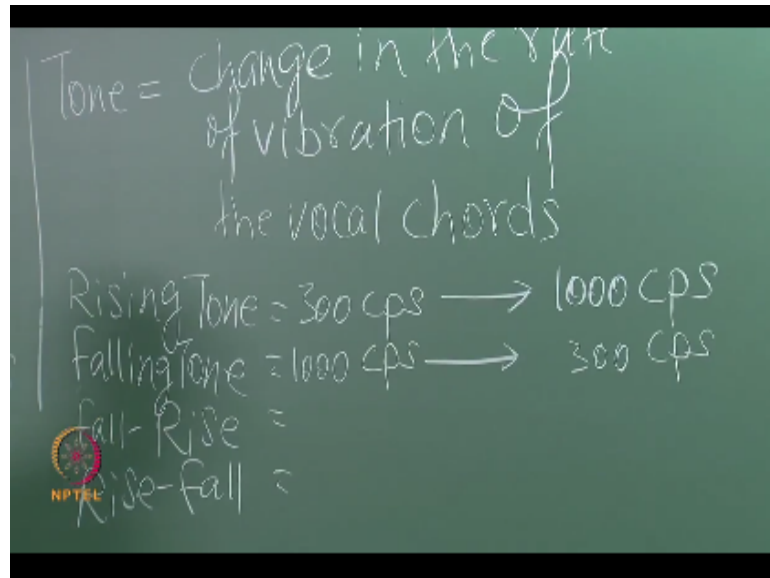 Tone = change in the rate
of vibration of
the vocal chords
Rising Tone = 300 cps → 1000 cps
Falling Tone = 1000 cps → 300 cps
Fall-Rise =
Rise-fall =
NPTEL